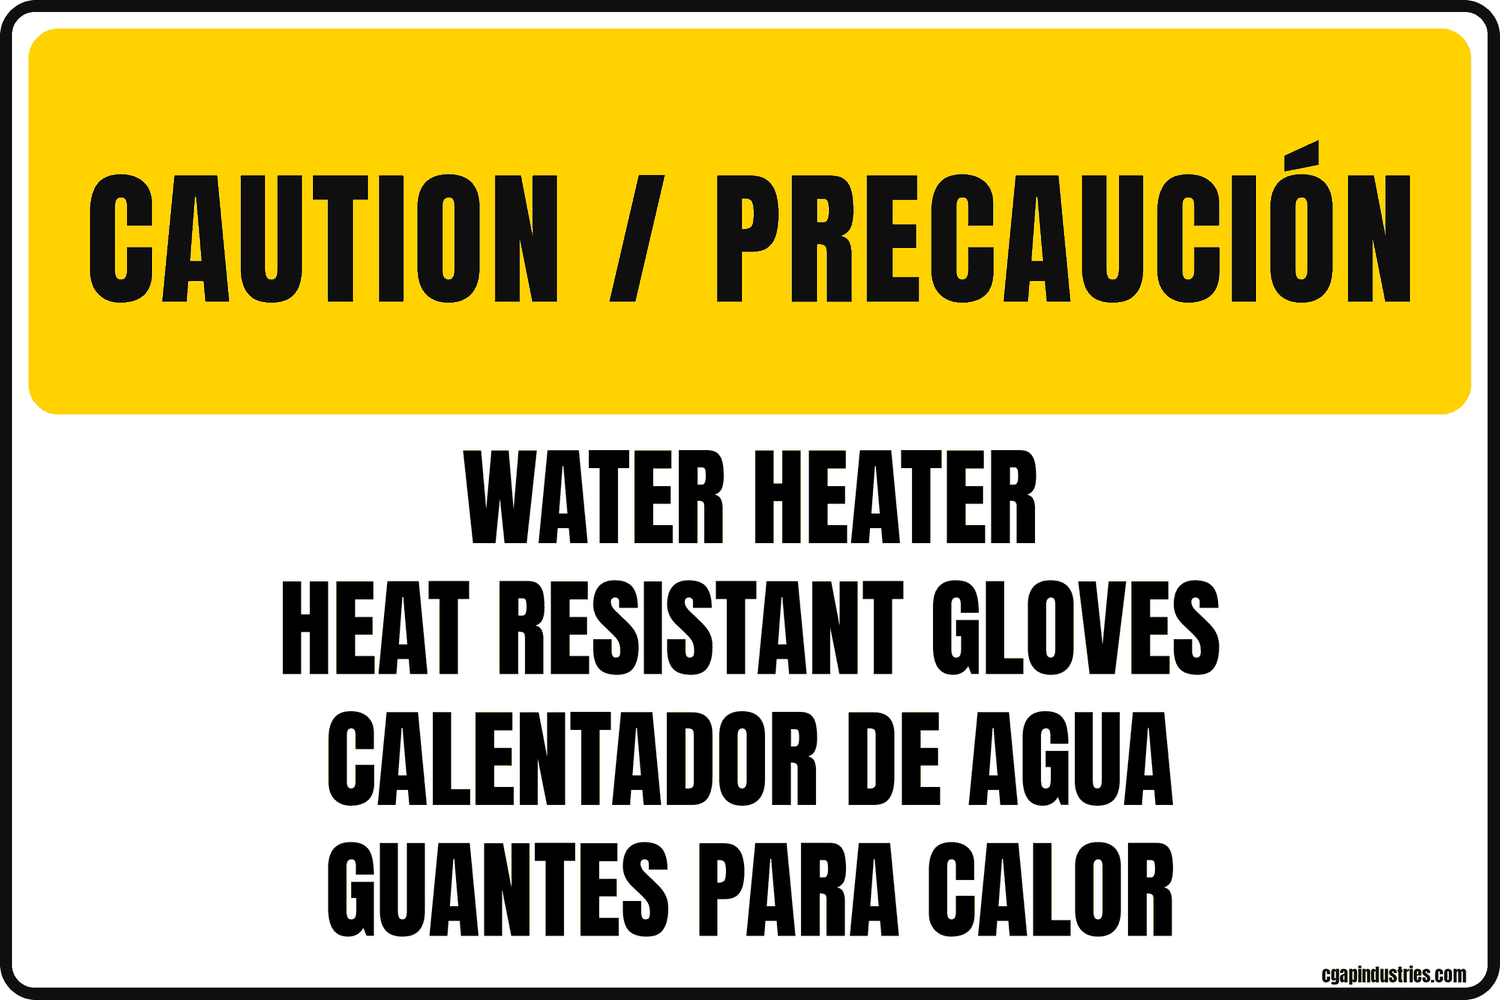 CAUTION / PRECAUCIÓN
WATER HEATER
HEAT RESISTANT GLOVES
CALENTADOR DE AGUA
GUANTES PARA CALOR
cgapindustries.com